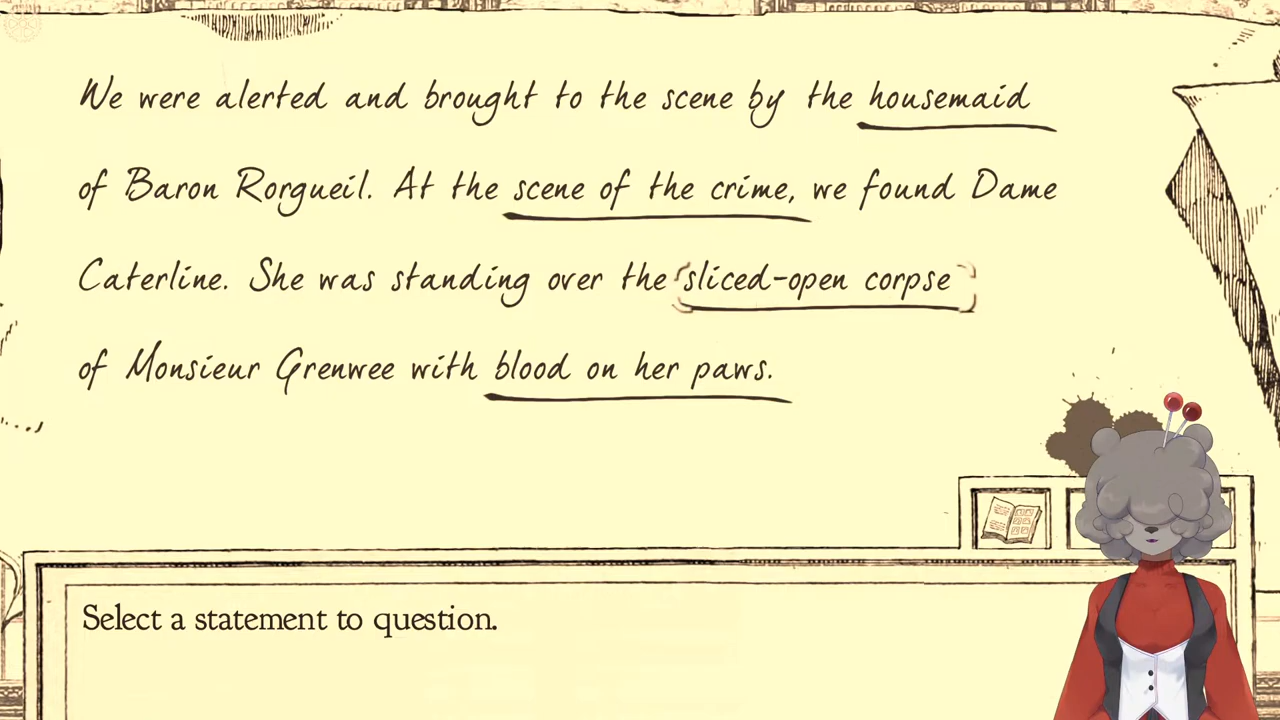 We were alerted and brought to the scene by the housemaid
of Baron Rorgueil. At the scene of the crime, we found Dame
Caterline. She was standing over the sliced-open corpse
of Monsieur Grenwee with blood on her paws.
Select a statement to question.